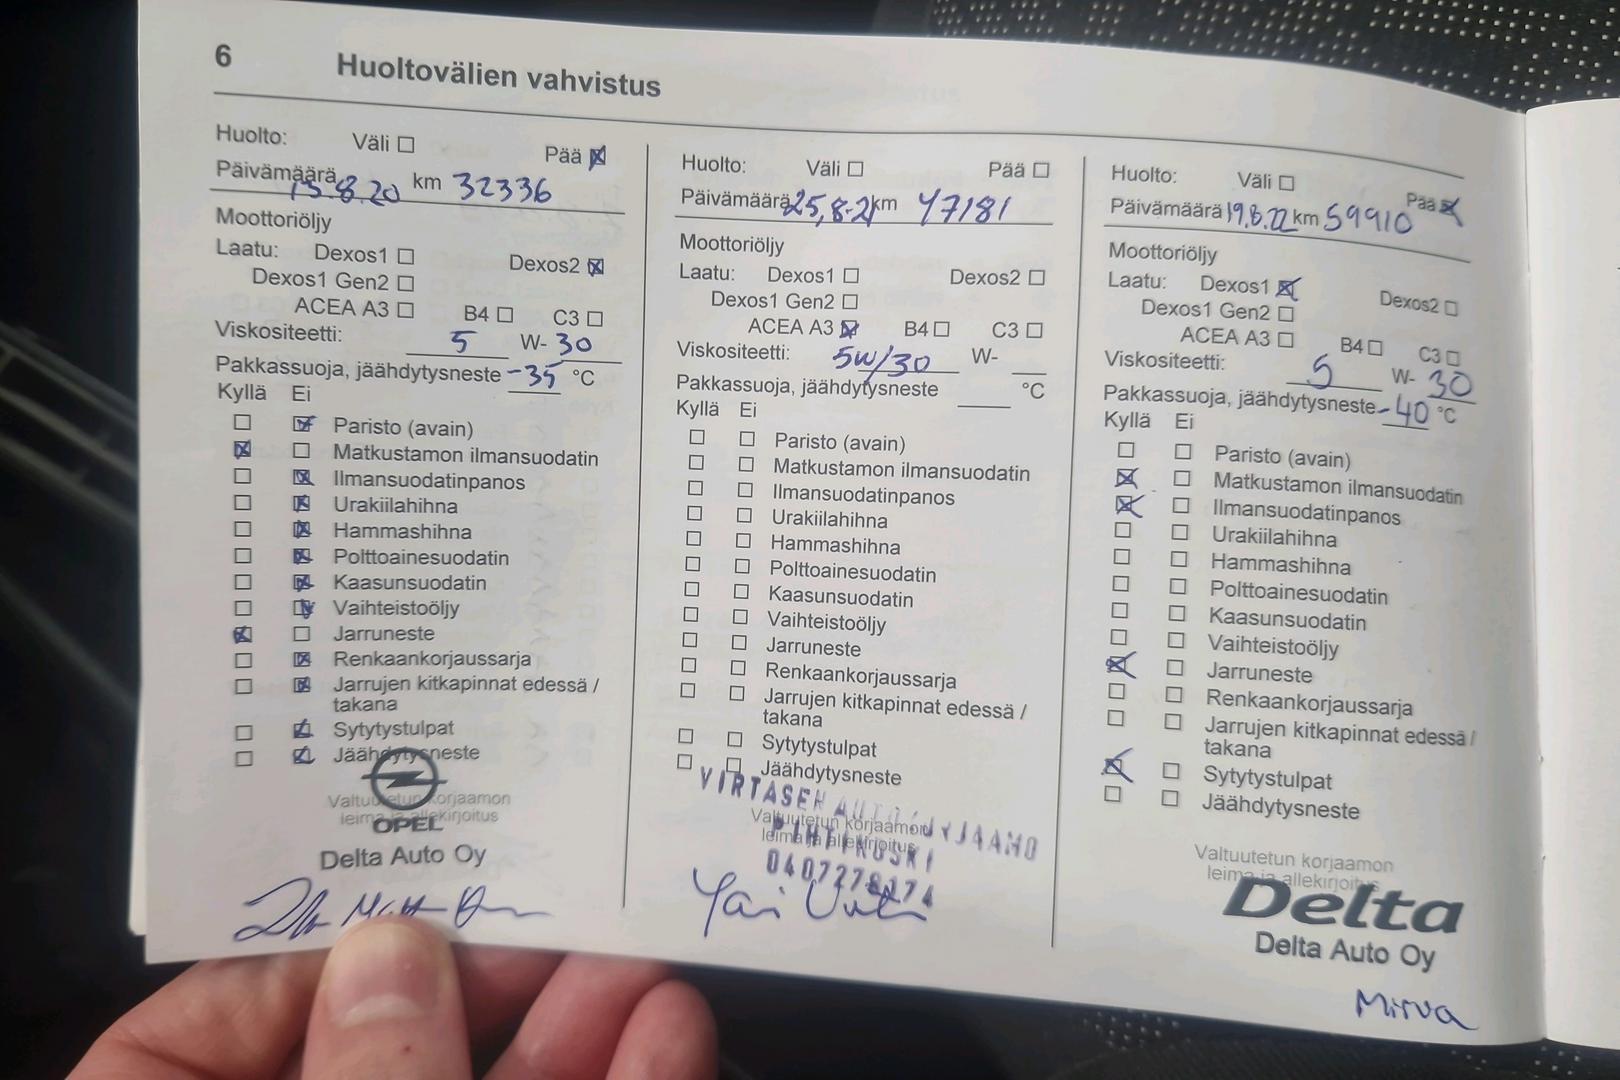 6 Huoltovälien vahvistus
Huolto: Väli Pää
Päivämäärä 13.8.20 km 32336
Moottoriöljy
Laatu: Dexos1 Dexos2
Dexos1 Gen2
ACEA A3 B4 C3
Viskositeetti: 5 W- 30
Pakkassuoja, jäähdytysneste -35 °C
Kyllä Ei
Paristo (avain)
Matkustamon ilmansuodatin
Ilmansuodatinpanos
Urakiilahihna
Hammashihna
Polttoainesuodatin
Kaasunsuodatin
Vaihteistoöljy
Jarruneste
Renkaankorjaussarja
Jarrujen kitkapinnat edessä /
takana
Sytytystulpat
Jäähdytysneste
Valtuutetun korjaamon
leima ja allekirjoitus
OPEL
Delta Auto Oy
Huolto: Väli Pää
Päivämäärä 25,8-21 km 47181
Moottoriöljy
Laatu: Dexos1 Dexos2
Dexos1 Gen2
ACEA A3 B4 C3
Viskositeetti: 5W/30 W-
Pakkassuoja, jäähdytysneste °C
Kyllä Ei
Paristo (avain)
Matkustamon ilmansuodatin
Ilmansuodatinpanos
Urakiilahihna
Hammashihna
Polttoainesuodatin
Kaasunsuodatin
Vaihteistoöljy
Jarruneste
Renkaankorjaussarja
Jarrujen kitkapinnat edessä /
takana
Sytytystulpat
Jäähdytysneste
VIRTASEN AUTOKORJAAMO
Valtuutetun korjaamon
leima ja allekirjoitus
PIHTIKOSKI
Huolto: Väli Pää
Päivämäärä 19.8.22 km 59910
Moottoriöljy
Laatu: Dexos1 Dexos2
Dexos1 Gen2
ACEA A3 B4 C3
Viskositeetti: 5 W- 30
Pakkassuoja, jäähdytysneste -40 °C
Kyllä Ei
Paristo (avain)
Matkustamon ilmansuodatin
Ilmansuodatinpanos
Urakiilahihna
Hammashihna
Polttoainesuodatin
Kaasunsuodatin
Vaihteistoöljy
Jarruneste
Renkaankorjaussarja
Jarrujen kitkapinnat edessä /
takana
Sytytystulpat
Jäähdytysneste
Valtuutetun korjaamon
leima ja allekirjoitus
Delta
Delta Auto Oy
Mirva